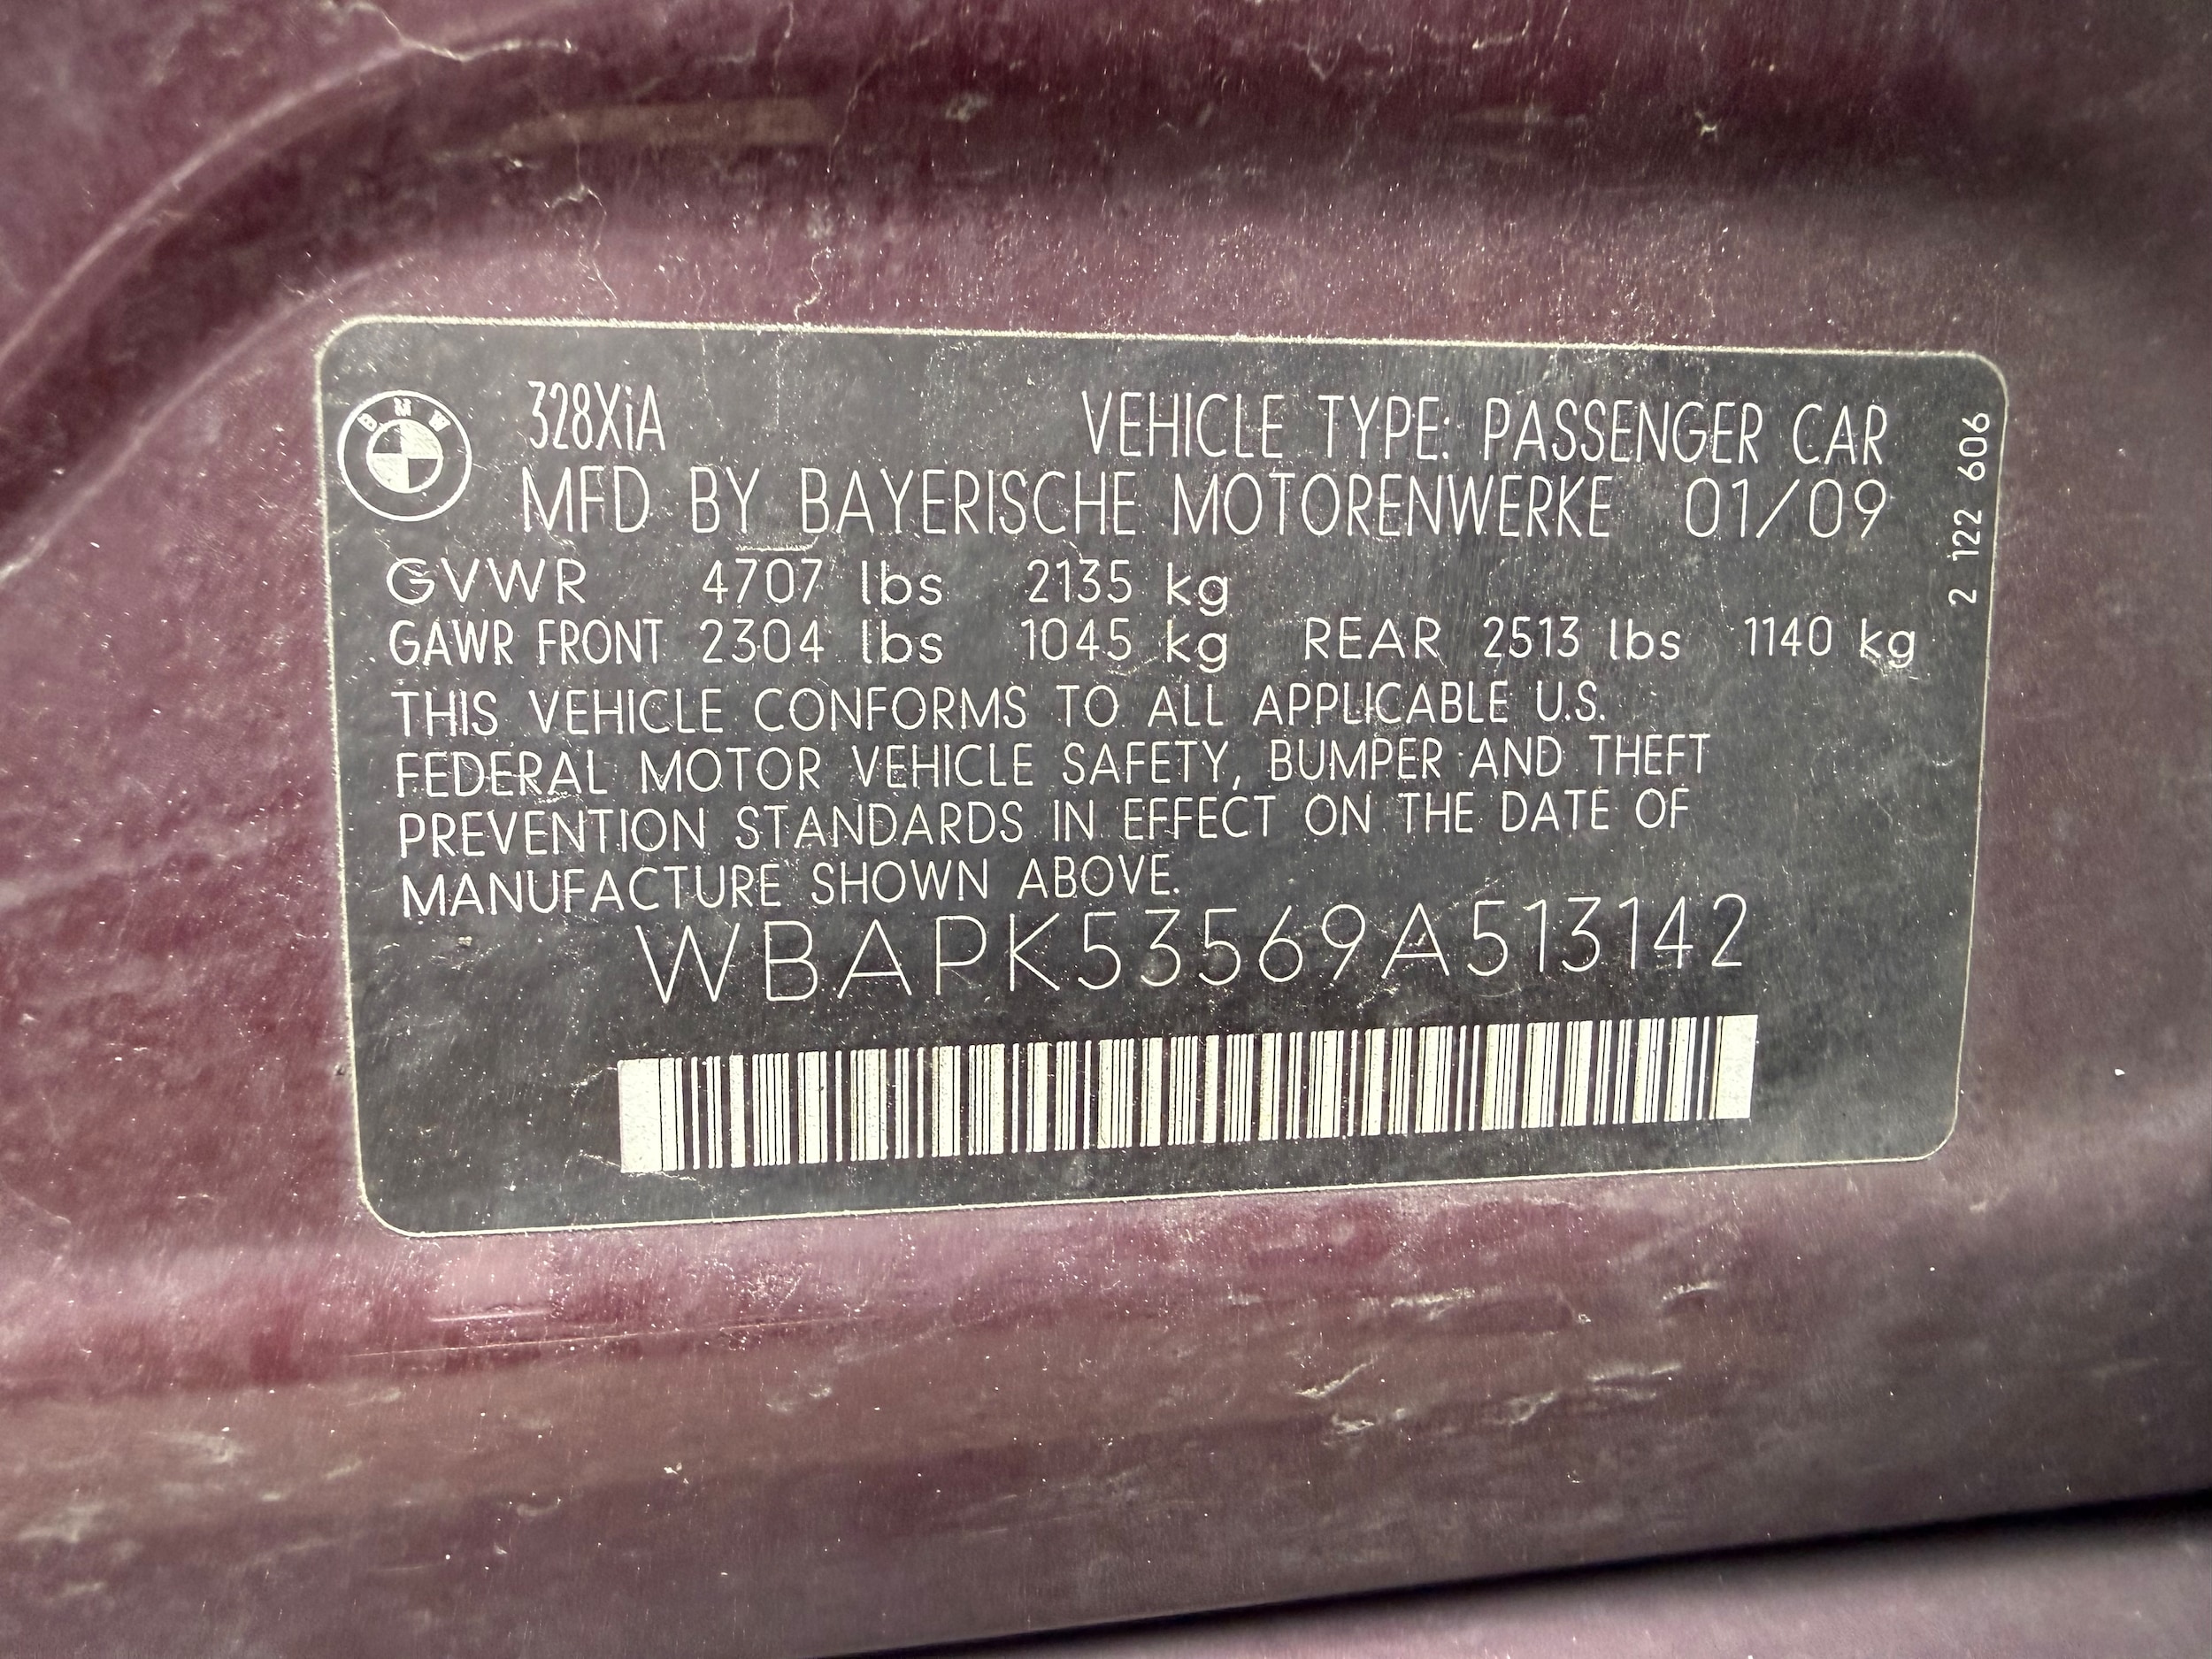 BMW
328XiA VEHICLE TYPE: PASSENGER CAR
MFD BY BAYERISCHE MOTORENWERKE 01/09
GVWR 4707 lbs 2135 kg
GAWR FRONT 2304 lbs 1045 kg REAR 2513 lbs 1140 kg
THIS VEHICLE CONFORMS TO ALL APPLICABLE U.S.
FEDERAL MOTOR VEHICLE SAFETY, BUMPER AND THEFT
PREVENTION STANDARDS IN EFFECT ON THE DATE OF
MANUFACTURE SHOWN ABOVE.
WBAPK53569A513142
2 122 606